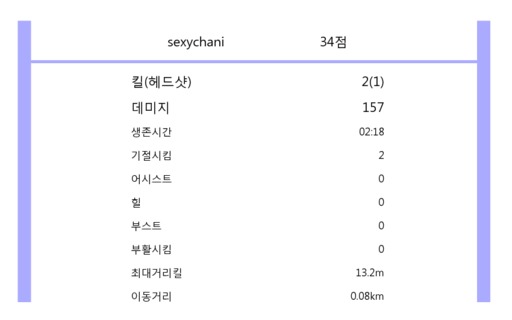 sexychani 34점
킬(헤드샷) 2(1)
데미지 157
생존시간 02:18
기절시킴 2
어시스트 0
힐 0
부스트 0
부활시킴 0
최대거리킬 13.2m
이동거리 0.08km